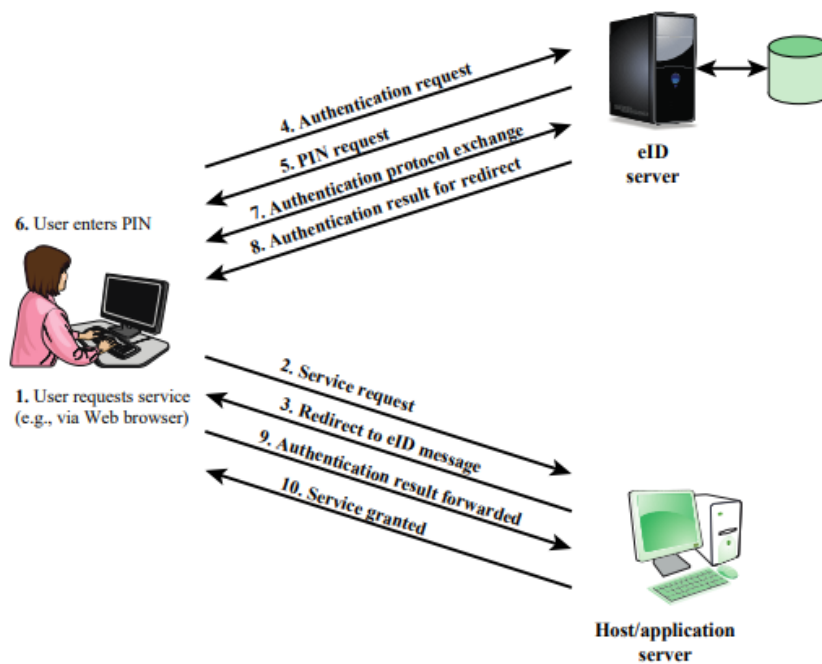 4. Authentication request
5. PIN request
7. Authentication protocol exchange
8. Authentication result for redirect
eID
server
6. User enters PIN
1. User requests service
(e.g., via Web browser)
2. Service request
3. Redirect to eID message
9. Authentication result forwarded
10. Service granted
Host/application
server